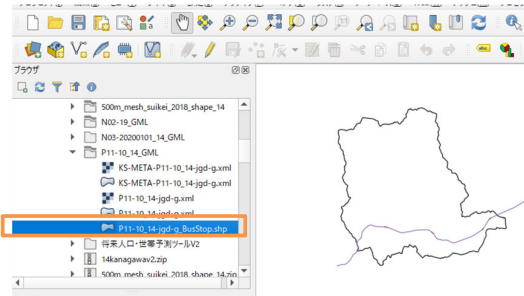 ブラウザ
500m_mesh_suikei_2018_shape_14
N02-19_GML
N03-20200101_14_GML
P11-10_14_GML
KS-META-P11-10_14-jgd-g.xml
KS-META-P11-10_14-jgd-g.xml
P11-10_14-jgd-g.xml
P11-10_14-jgd-g.xml
P11-10_14-jgd-g_BusStop.shp
将来人口・世帯予測ツールV2
14kanagawav2.zip
500m_mesh_suikei_2018_shape_14.zip